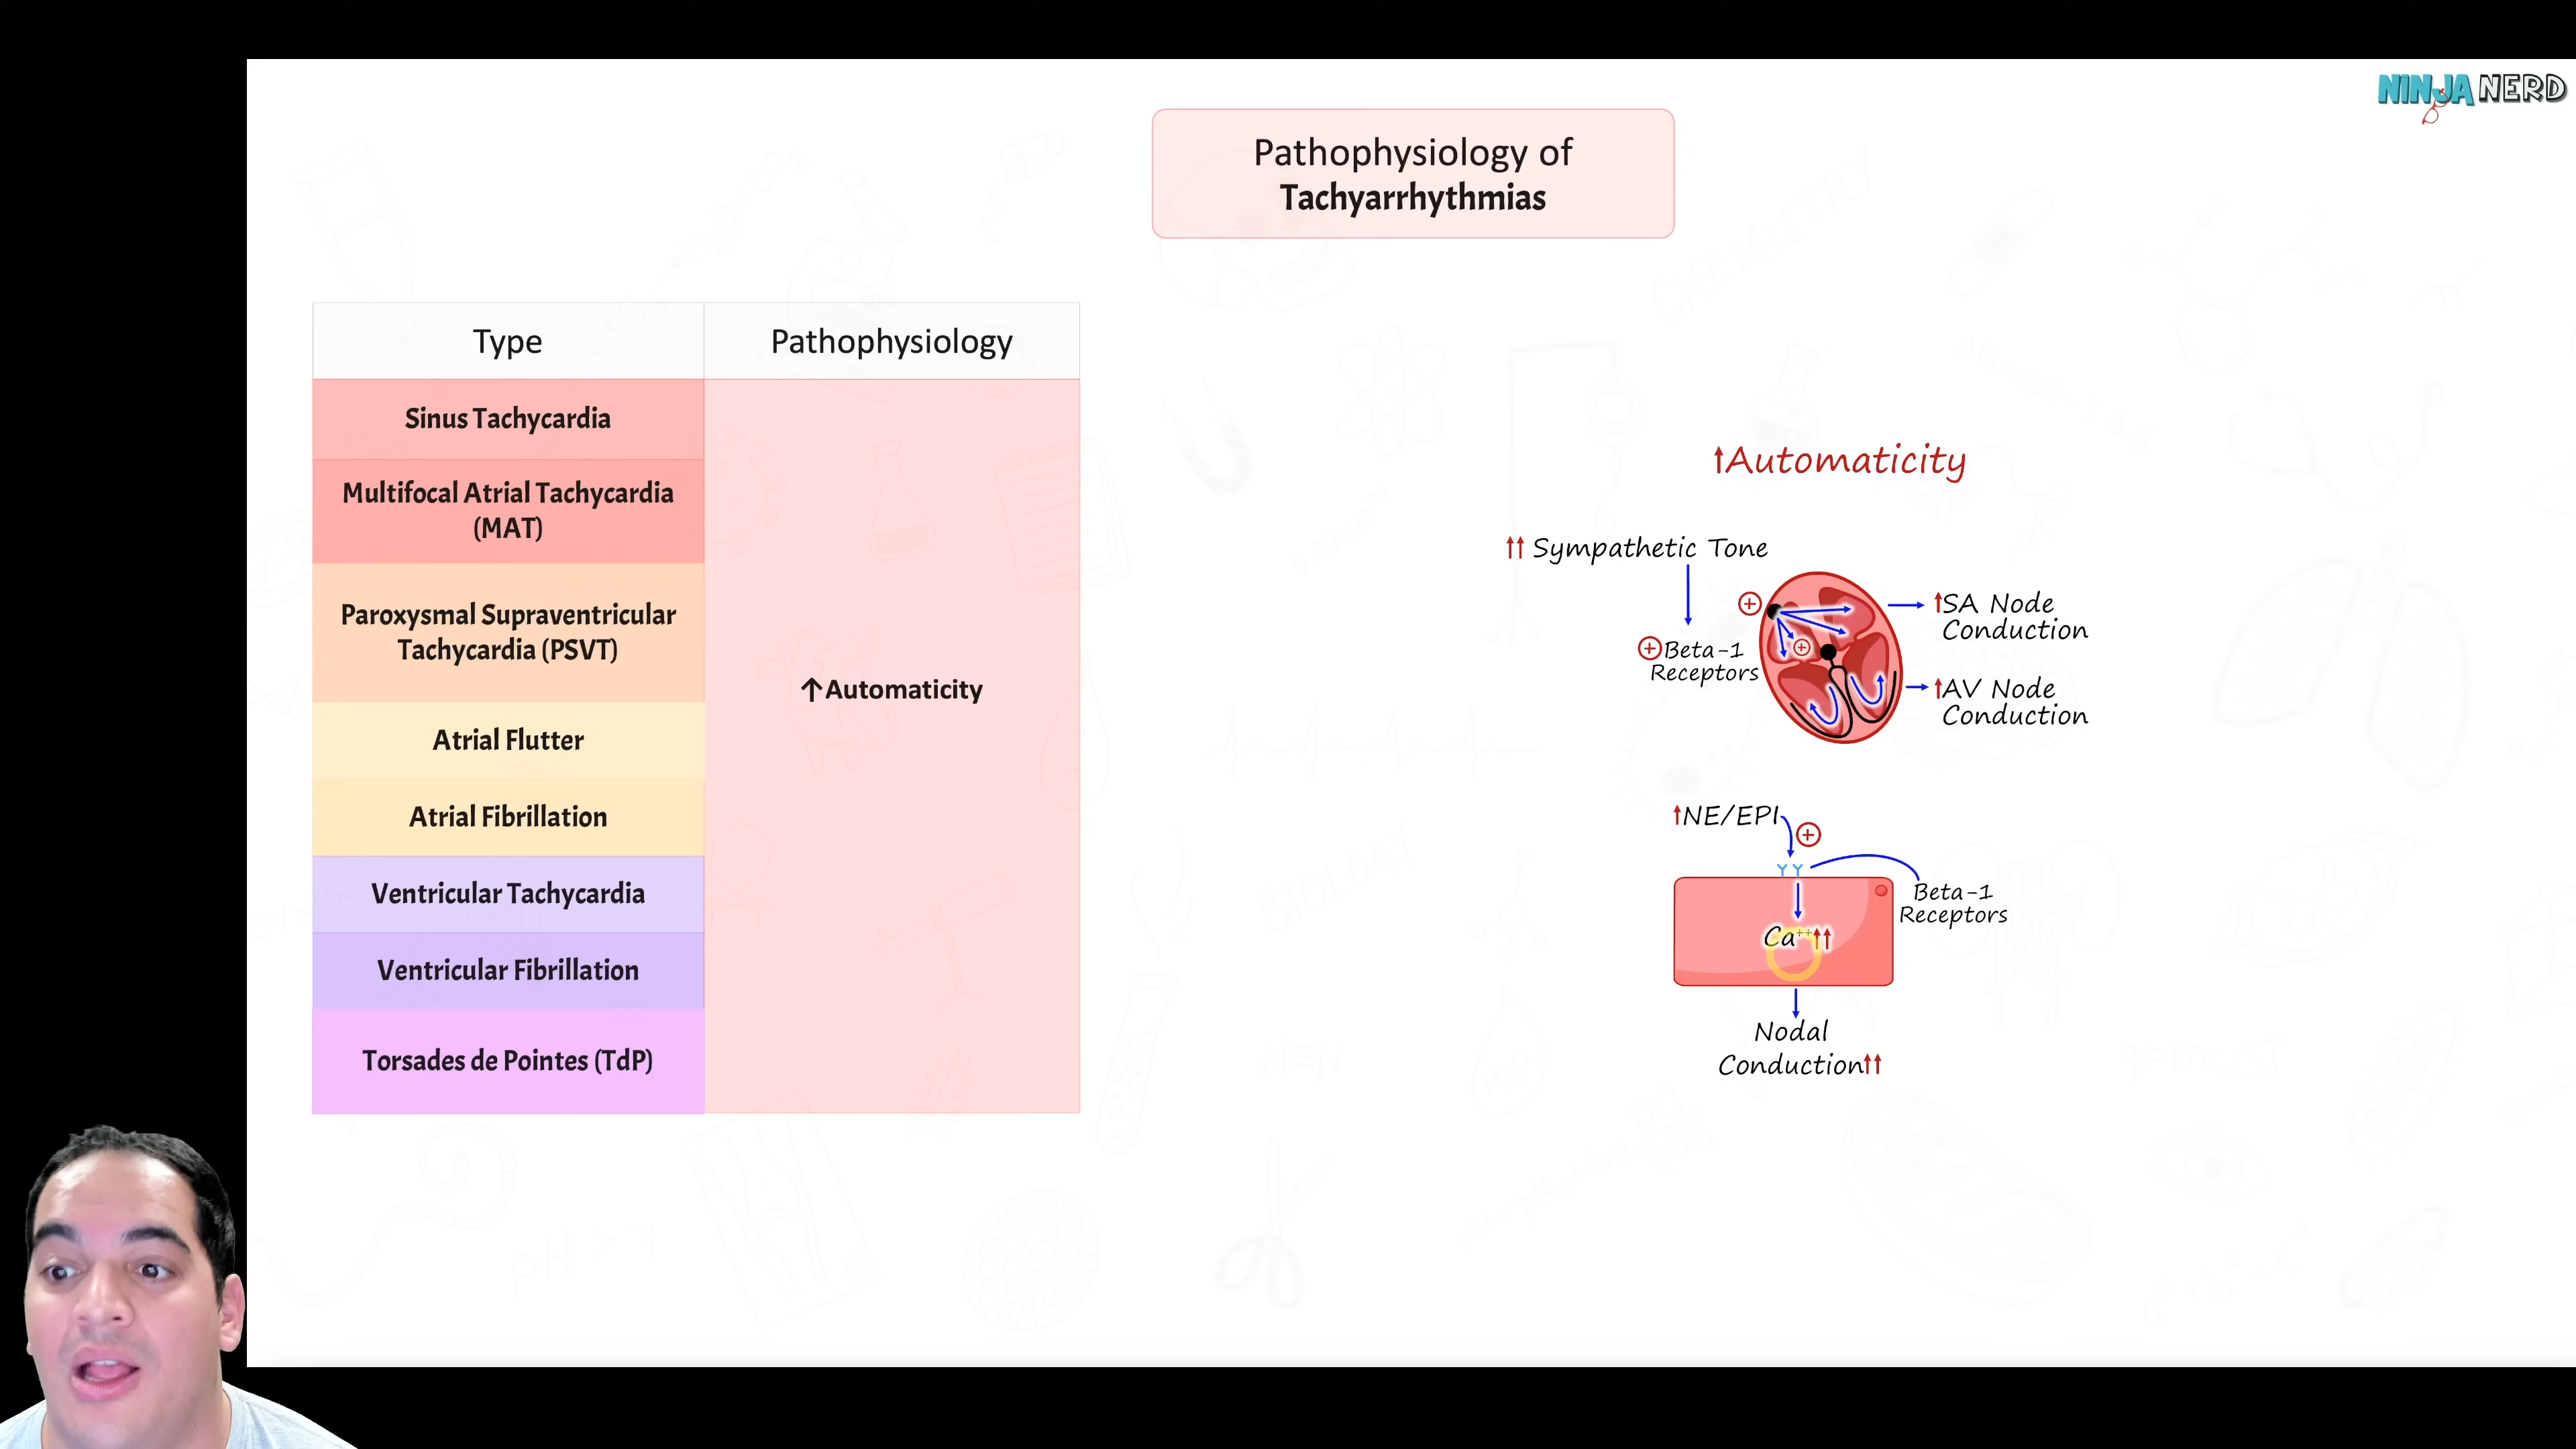 NINJA NERD
Pathophysiology of
Tachyarrhythmias
Type
Pathophysiology
Sinus Tachycardia
Multifocal Atrial Tachycardia
(MAT)
Paroxysmal Supraventricular
Tachycardia (PSVT)
Atrial Flutter
Atrial Fibrillation
Ventricular Tachycardia
Ventricular Fibrillation
Torsades de Pointes (TdP)
↑Automaticity
↑Automaticity
↑↑ Sympathetic Tone
⊕ Beta-1
Receptors
⊕
⊕
↑SA Node
Conduction
↑AV Node
Conduction
↑NE/EPI
⊕
Beta-1
Receptors
Ca⁺⁺↑↑
Nodal
Conduction↑↑
CHEMISTRY
BIOLOGY